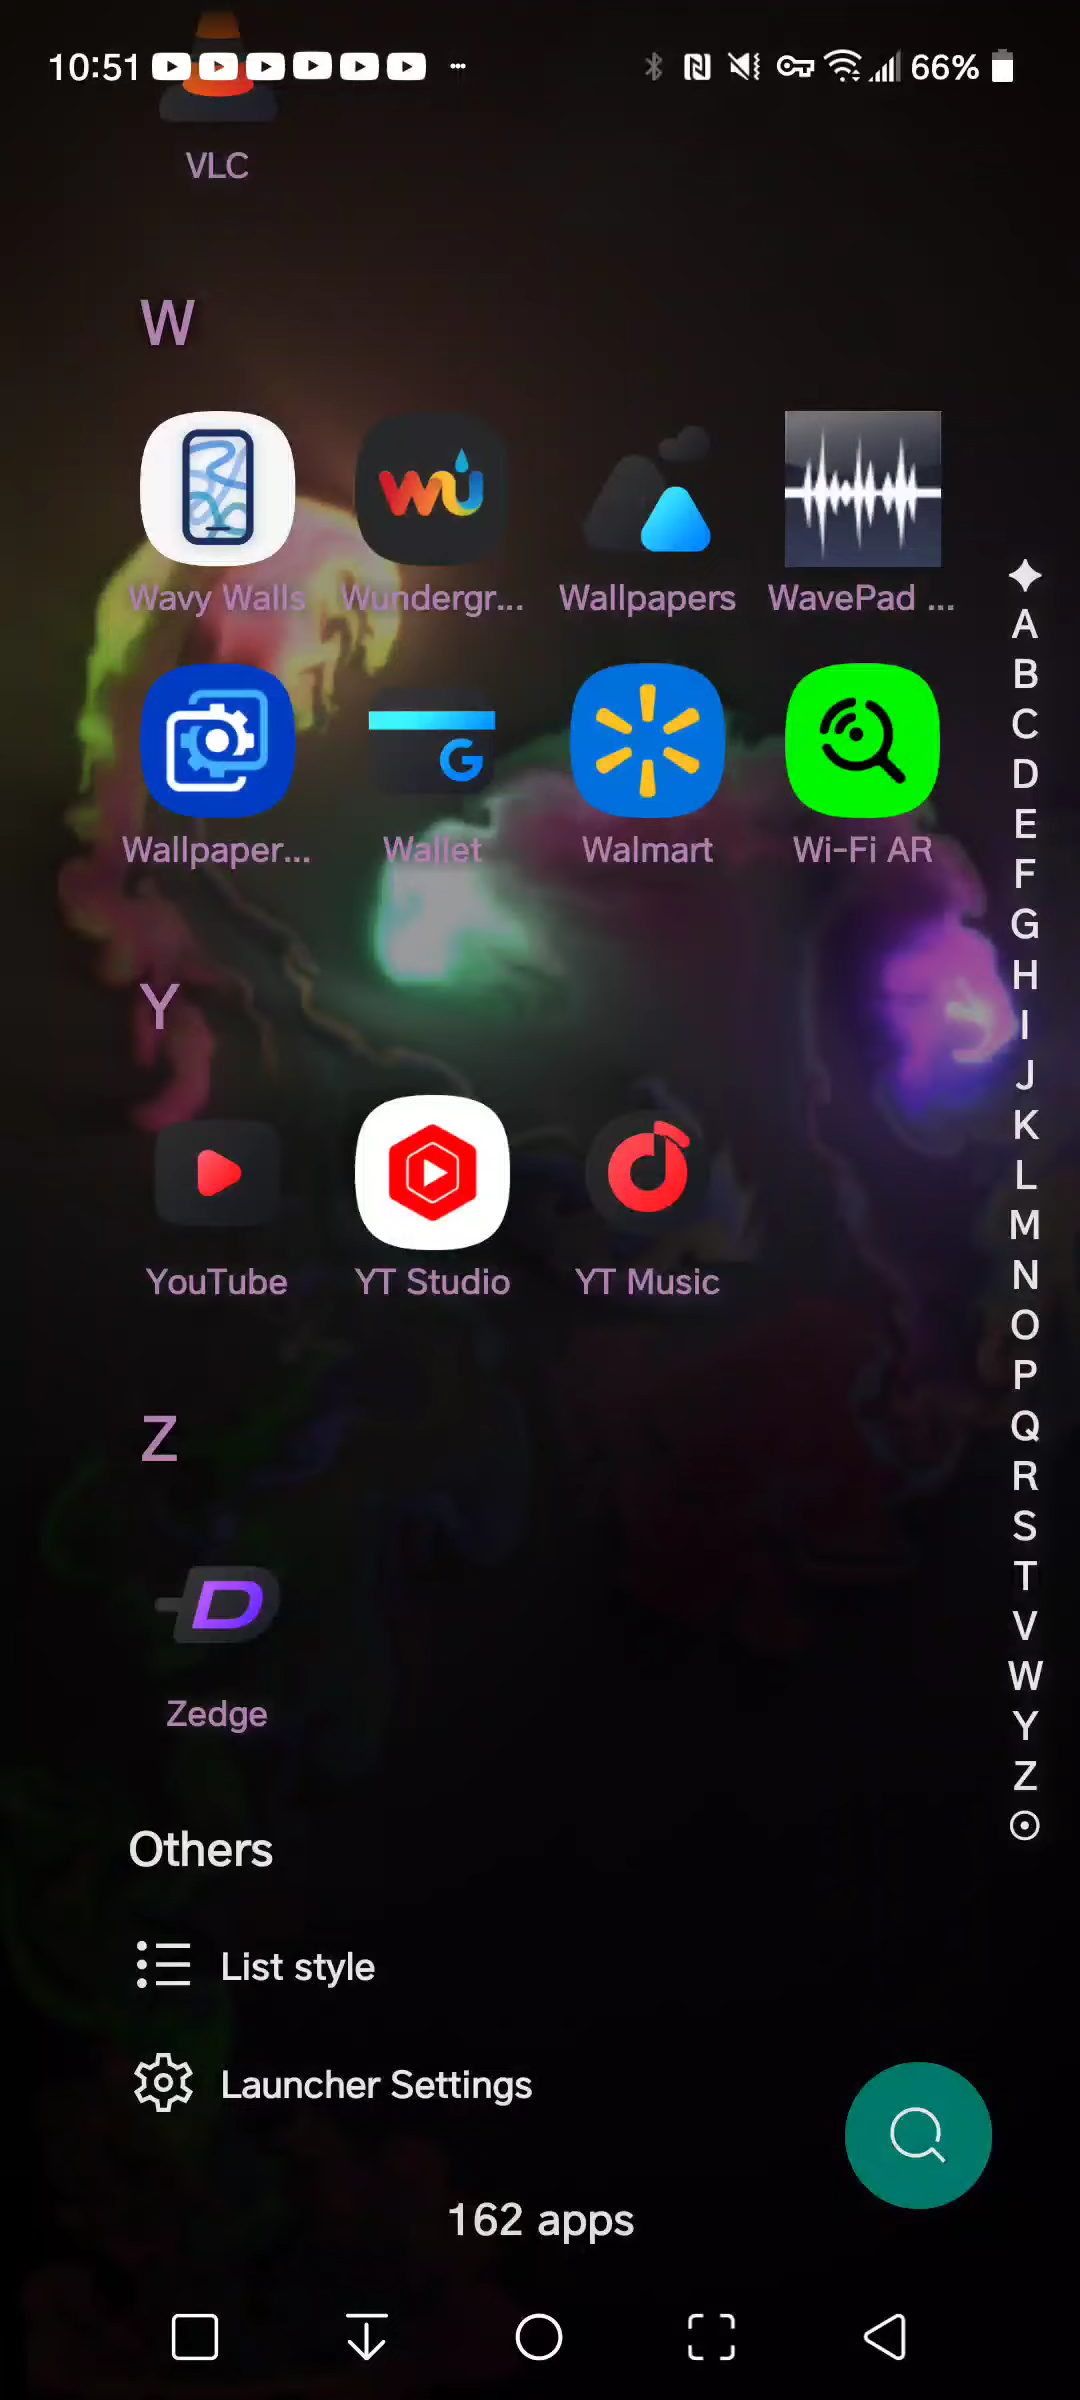 10:51 66%
VLC
W
Wavy Walls Wundergr... Wallpapers WavePad ...
Wallpaper... Wallet Walmart Wi-Fi AR
Y
YouTube YT Studio YT Music
Z
Zedge
Others
List style
Launcher Settings
162 apps
A
B
C
D
E
F
G
H
I
J
K
L
M
N
O
P
Q
R
S
T
V
W
Y
Z